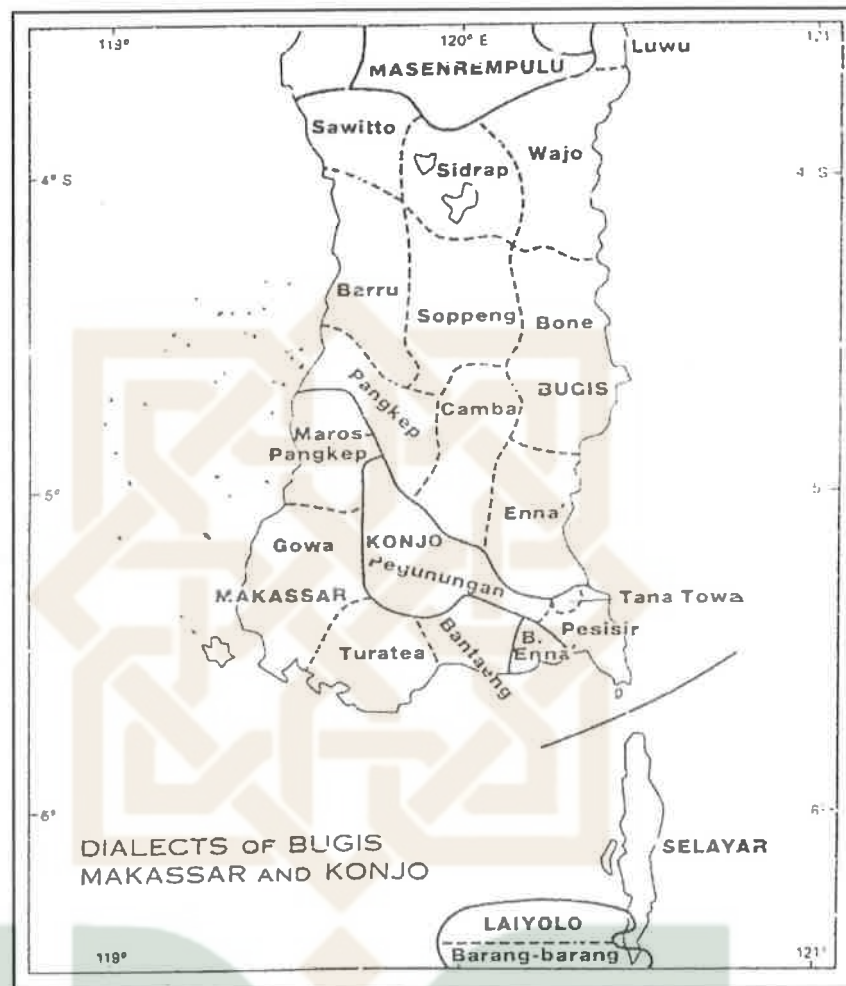 119° 120° E 121
Luwu
MASENREMPULU
Sawitto
Wajo
Sidrap
4° S 4° S
Barru
Soppeng
Bone
Pangkep
BUGIS
Camba
Maros-
Pangkep
5° 5
Enna'
Gowa
KONJO
Pegunungan
MAKASSAR
Tana Towa
Pesisir
Bantaeng
B.
Enna'
Turatea
6° 6°
DIALECTS OF BUGIS
MAKASSAR AND KONJO
SELAYAR
LAIYOLO
Barang-barang
119° 121°